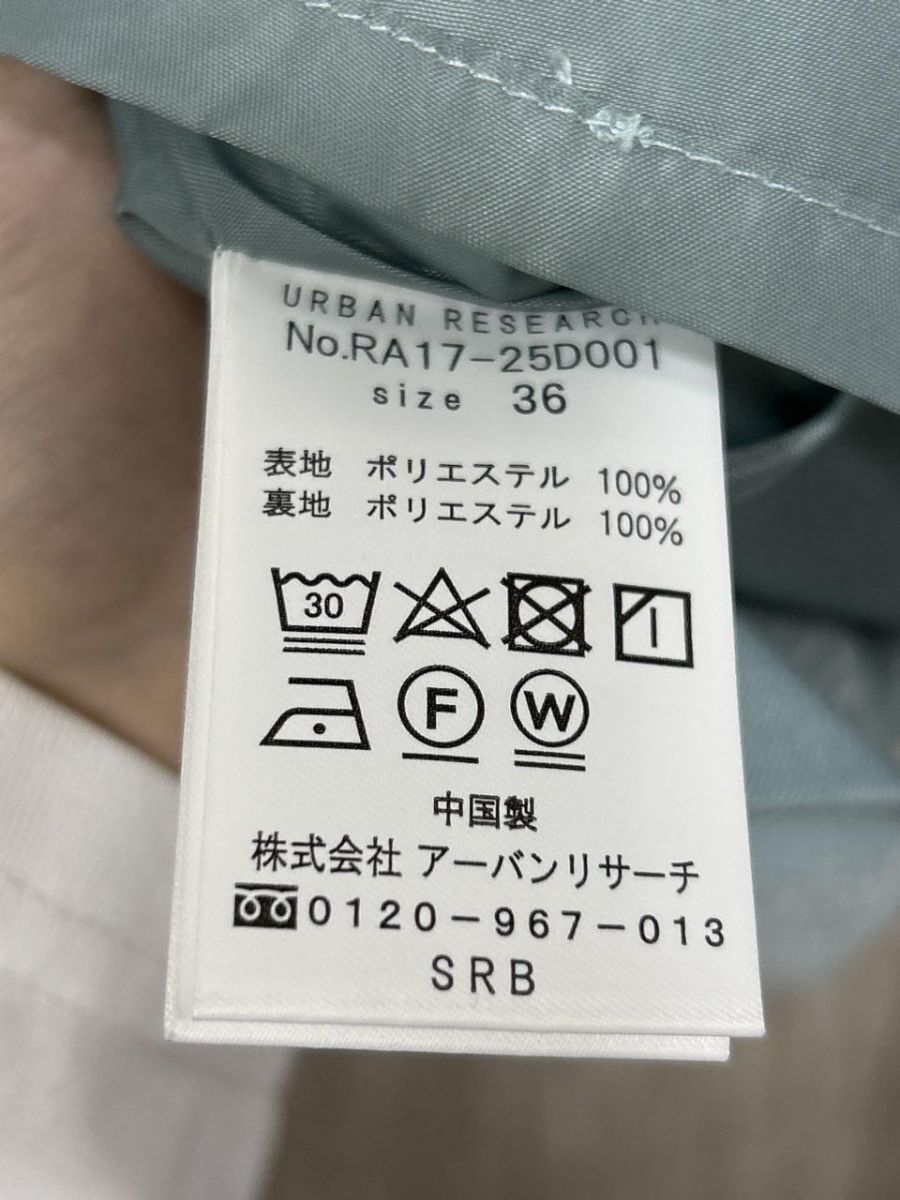 URBAN RESEARCH
No.RA17-25D001
size 36
表地 ポリエステル 100%
裏地 ポリエステル 100%
30
F W
中国製
株式会社 アーバンリサーチ
0120-967-013
SRB